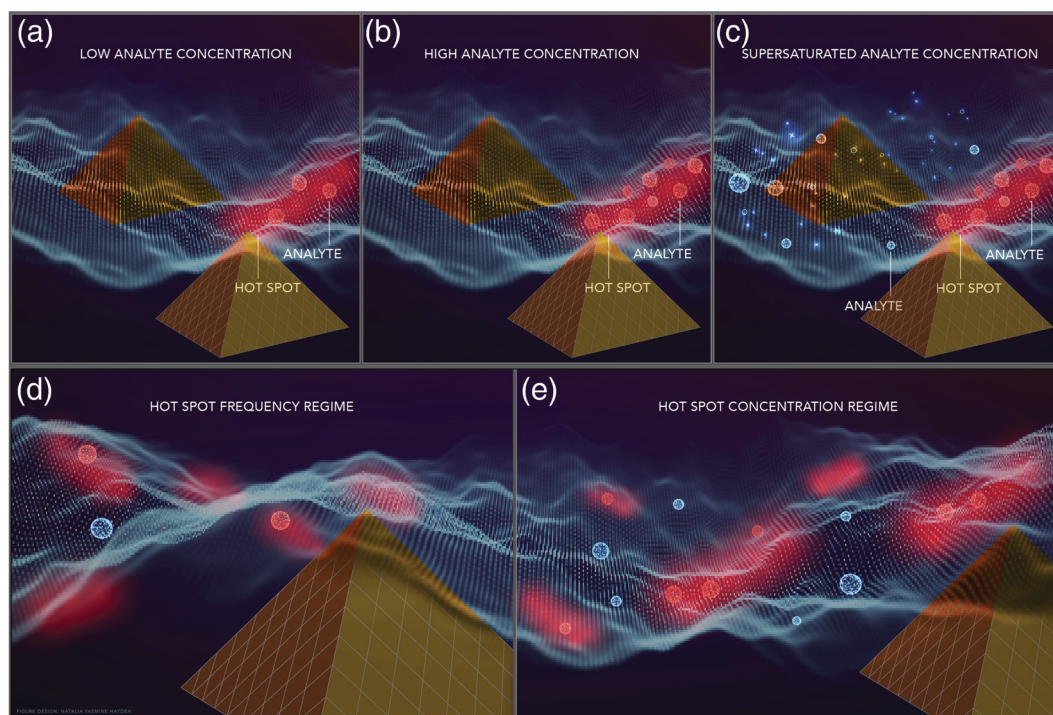 (a)
LOW ANALYTE CONCENTRATION
ANALYTE
HOT SPOT
(b)
HIGH ANALYTE CONCENTRATION
ANALYTE
HOT SPOT
(c)
SUPERSATURATED ANALYTE CONCENTRATION
ANALYTE
HOT SPOT
ANALYTE
(d)
HOT SPOT FREQUENCY REGIME
FIGURE DESIGN: NATALIA YASMINE HAYDEN
(e)
HOT SPOT CONCENTRATION REGIME